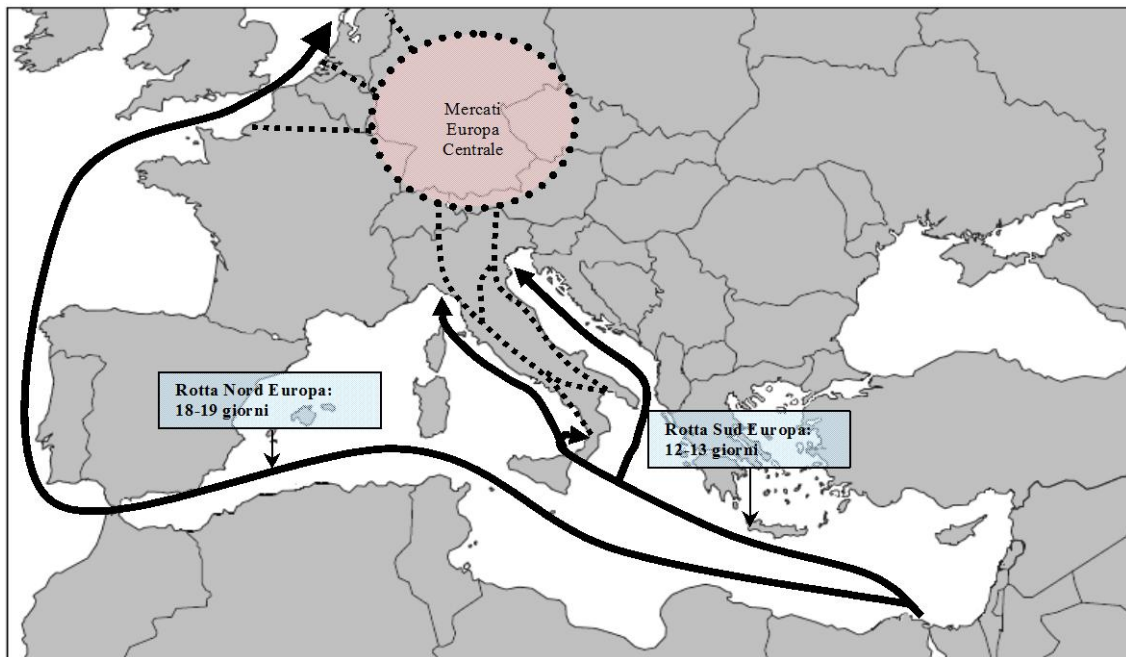 Mercati
Europa
Centrale
Rotta Nord Europa:
18-19 giorni
Rotta Sud Europa:
12-13 giorni